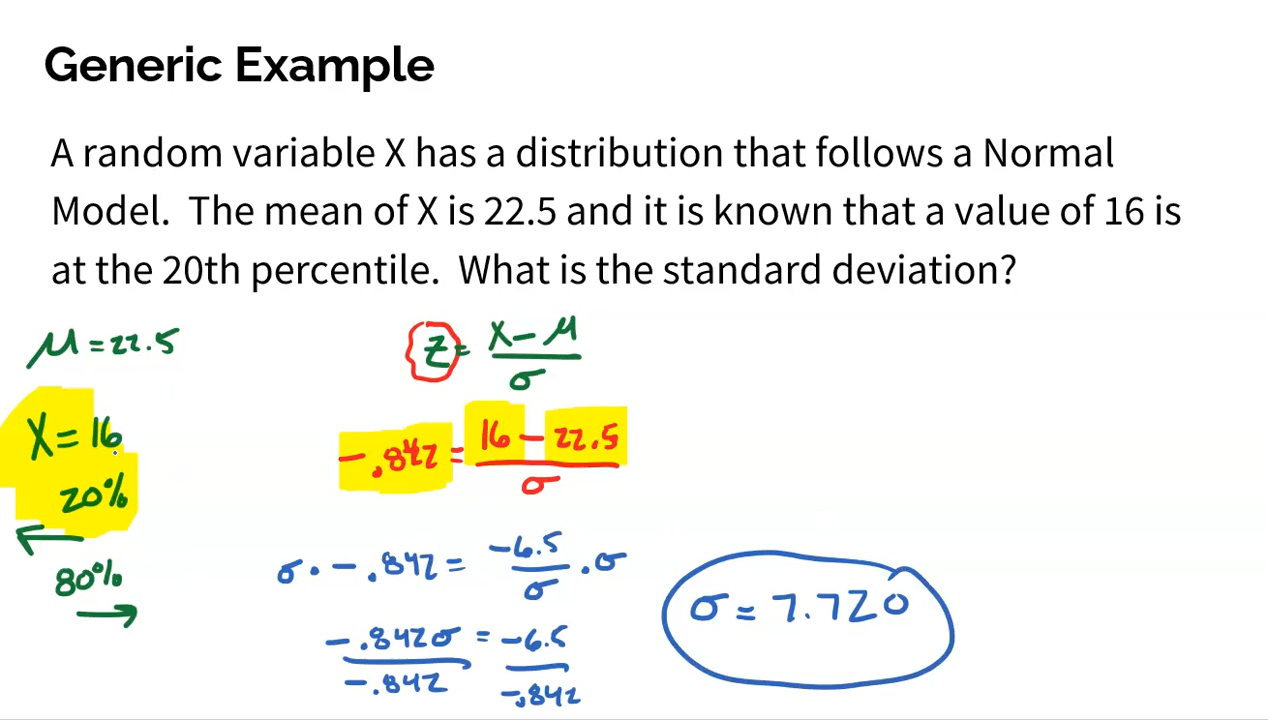 Generic Example
A random variable X has a distribution that follows a Normal
Model. The mean of X is 22.5 and it is known that a value of 16 is
at the 20th percentile. What is the standard deviation?
μ = 22.5
X = 16
20%
←
80%
→
z = (X - μ) / σ
-.842 = (16 - 22.5) / σ
σ · -.842 = (-6.5 / σ) · σ
-.842σ / -.842 = -6.5 / -.842
σ = 7.720